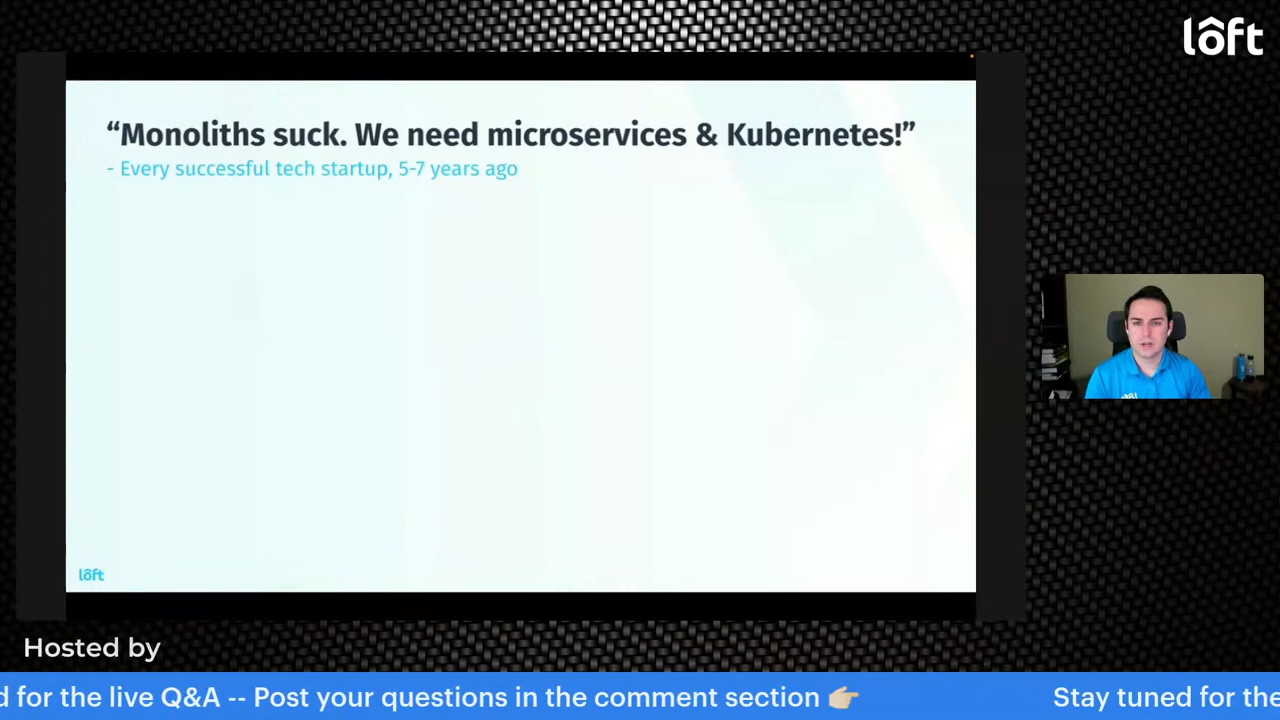 lôft
“Monoliths suck. We need microservices & Kubernetes!”
- Every successful tech startup, 5-7 years ago
lôft
Hosted by
d for the live Q&A -- Post your questions in the comment section 👉🏼
Stay tuned for the